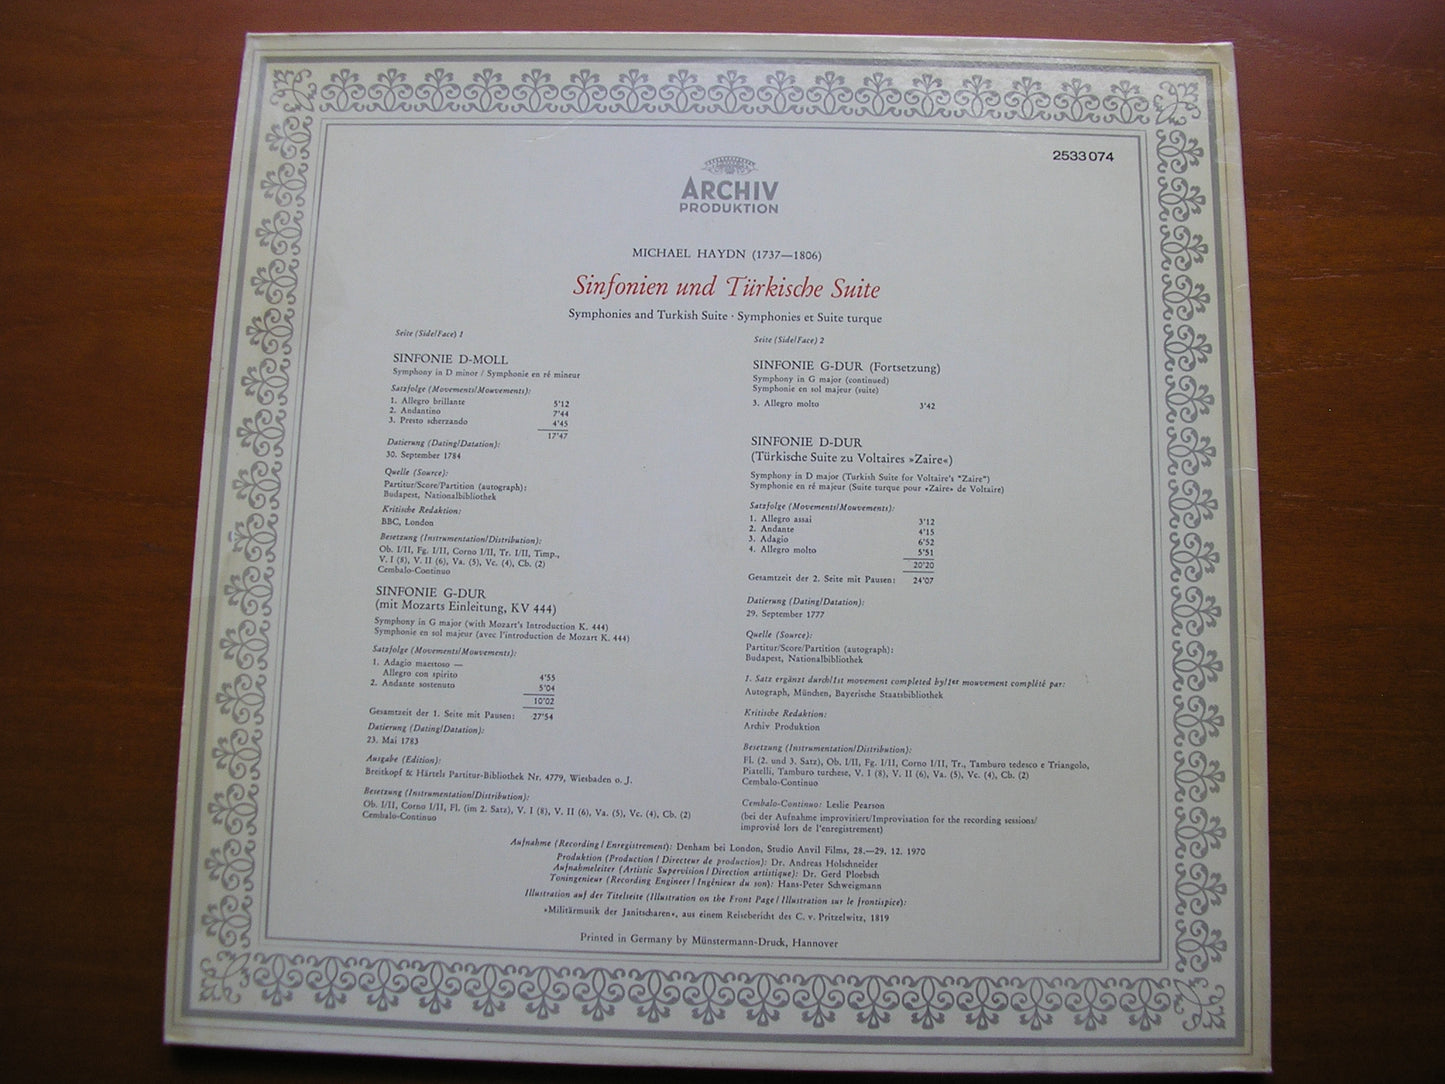 2533 074
ARCHIV
PRODUKTION
MICHAEL HAYDN (1737—1806)
Sinfonien und Türkische Suite
Symphonies and Turkish Suite · Symphonies et Suite turque
Seite (Side/Face) 1
SINFONIE D-MOLL
Symphony in D minor / Symphonie en ré mineur
Satzfolge (Movements/Mouvements):
1. Allegro brillante 5'12
2. Andantino 7'44
3. Presto scherzando 4'45
17'47
Datierung (Dating/Datation):
30. September 1784
Quelle (Source):
Partitur/Score/Partition (autograph):
Budapest, Nationalbibliothek
Kritische Redaktion:
BBC, London
Besetzung (Instrumentation/Distribution):
Ob. I/II, Fg. I/II, Corno I/II, Tr. I/II, Timp.,
V. I (8), V. II (6), Va. (5), Vc. (4), Cb. (2)
Cembalo-Continuo
SINFONIE G-DUR
(mit Mozarts Einleitung, KV 444)
Symphony in G major (with Mozart's Introduction K. 444)
Symphonie en sol majeur (avec l'introduction de Mozart K. 444)
Satzfolge (Movements/Mouvements):
1. Adagio maestoso —
Allegro con spirito 4'55
2. Andante sostenuto 5'04
10'02
Gesamtzeit der 1. Seite mit Pausen: 27'54
Datierung (Dating/Datation):
23. Mai 1783
Ausgabe (Edition):
Breitkopf & Härtels Partitur-Bibliothek Nr. 4779, Wiesbaden o. J.
Besetzung (Instrumentation/Distribution):
Ob. I/II, Corno I/II, Fl. (im 2. Satz), V. I (8), V. II (6), Va. (5), Vc. (4), Cb. (2)
Cembalo-Continuo
Seite (Side/Face) 2
SINFONIE G-DUR (Fortsetzung)
Symphony in G major (continued)
Symphonie en sol majeur (suite)
3. Allegro molto 3'42
SINFONIE D-DUR
(Türkische Suite zu Voltaires »Zaire«)
Symphony in D major (Turkish Suite for Voltaire's "Zaire")
Symphonie en ré majeur (Suite turque pour «Zaire» de Voltaire)
Satzfolge (Movements/Mouvements):
1. Allegro assai 3'12
2. Andante 4'15
3. Adagio 6'52
4. Allegro molto 5'51
20'20
Gesamtzeit der 2. Seite mit Pausen: 24'07
Datierung (Dating/Datation):
29. September 1777
Quelle (Source):
Partitur/Score/Partition (autograph):
Budapest, Nationalbibliothek
1. Satz ergänzt durch/1st movement completed by/1er mouvement complété par:
Autograph, München, Bayerische Staatsbibliothek
Kritische Redaktion:
Archiv Produktion
Besetzung (Instrumentation/Distribution):
Fl. (2. und 3. Satz), Ob. I/II, Fg. I/II, Corno I/II, Tr., Tamburo tedesco e Triangolo,
Piatelli, Tamburo turchese, V. I (8), V. II (6), Va. (5), Vc. (4), Cb. (2)
Cembalo-Continuo
Cembalo-Continuo: Leslie Pearson
(bei der Aufnahme improvisiert/Improvisation for the recording sessions/
improvisé lors de l'enregistrement)
Aufnahme (Recording / Enregistrement): Denham bei London, Studio Anvil Films, 28.—29. 12. 1970
Produktion (Production / Directeur de production): Dr. Andreas Holschneider
Aufnahmeleiter (Artistic Supervision / Direction artistique): Dr. Gerd Ploebsch
Toningenieur (Recording Engineer / Ingénieur du son): Hans-Peter Schweigmann
Illustration auf der Titelseite (Illustration on the Front Page / Illustration sur le frontispice):
»Militärmusik der Janitscharen«, aus einem Reisebericht des C. v. Pritzelwitz, 1819
Printed in Germany by Münstermann-Druck, Hannover